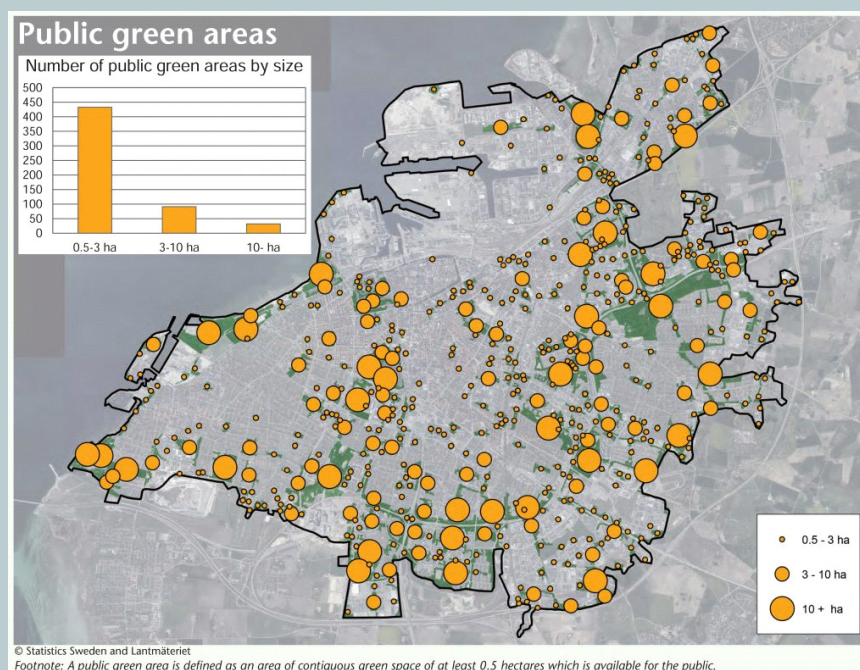 Public green areas
Number of public green areas by size
500
450
400
350
300
250
200
150
100
50
0
0.5-3 ha
3-10 ha
10- ha
0.5 - 3 ha
3 - 10 ha
10 + ha
© Statistics Sweden and Lantmäteriet
Footnote: A public green area is defined as an area of contiguous green space of at least 0.5 hectares which is available for the public.